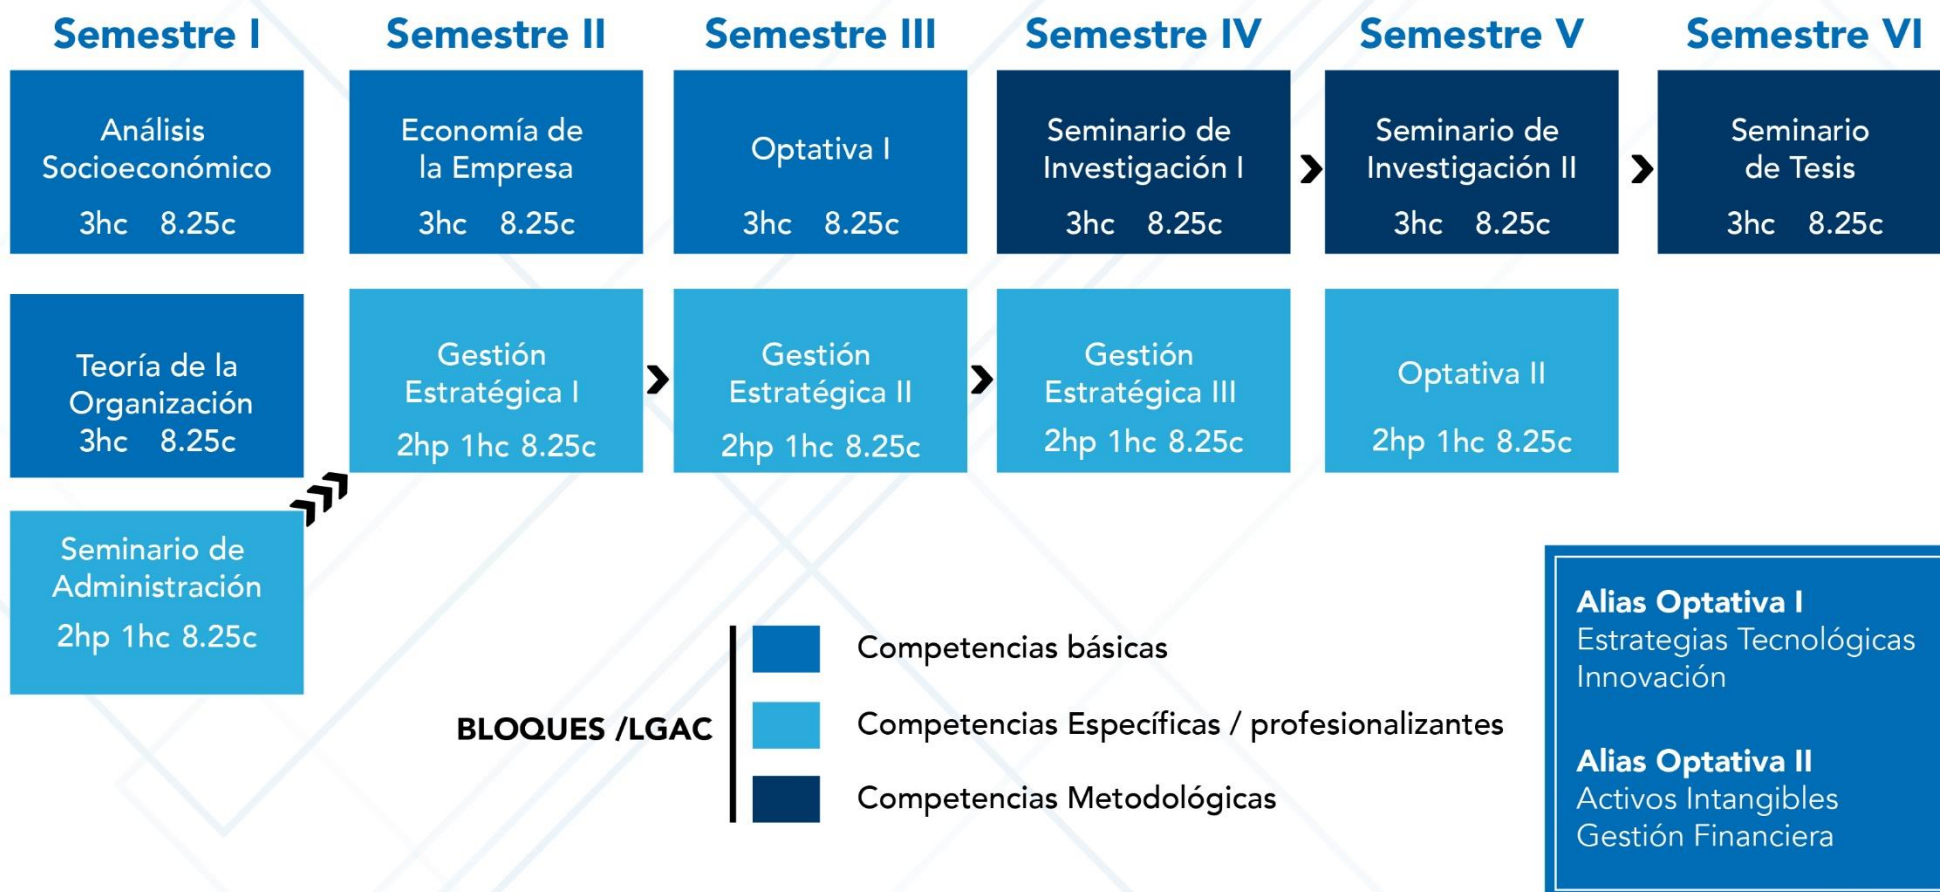 Semestre I
Semestre II
Semestre III
Semestre IV
Semestre V
Semestre VI
Análisis
Socioeconómico
3hc 8.25c
Economía de
la Empresa
3hc 8.25c
Optativa I
3hc 8.25c
Seminario de
Investigación I
3hc 8.25c
Seminario de
Investigación II
3hc 8.25c
Seminario
de Tesis
3hc 8.25c
Teoría de la
Organización
3hc 8.25c
Gestión
Estratégica I
2hp 1hc 8.25c
Gestión
Estratégica II
2hp 1hc 8.25c
Gestión
Estratégica III
2hp 1hc 8.25c
Optativa II
2hp 1hc 8.25c
Seminario de
Administración
2hp 1hc 8.25c
BLOQUES /LGAC
Competencias básicas
Competencias Específicas / profesionalizantes
Competencias Metodológicas
Alias Optativa I
Estrategias Tecnológicas
Innovación
Alias Optativa II
Activos Intangibles
Gestión Financiera